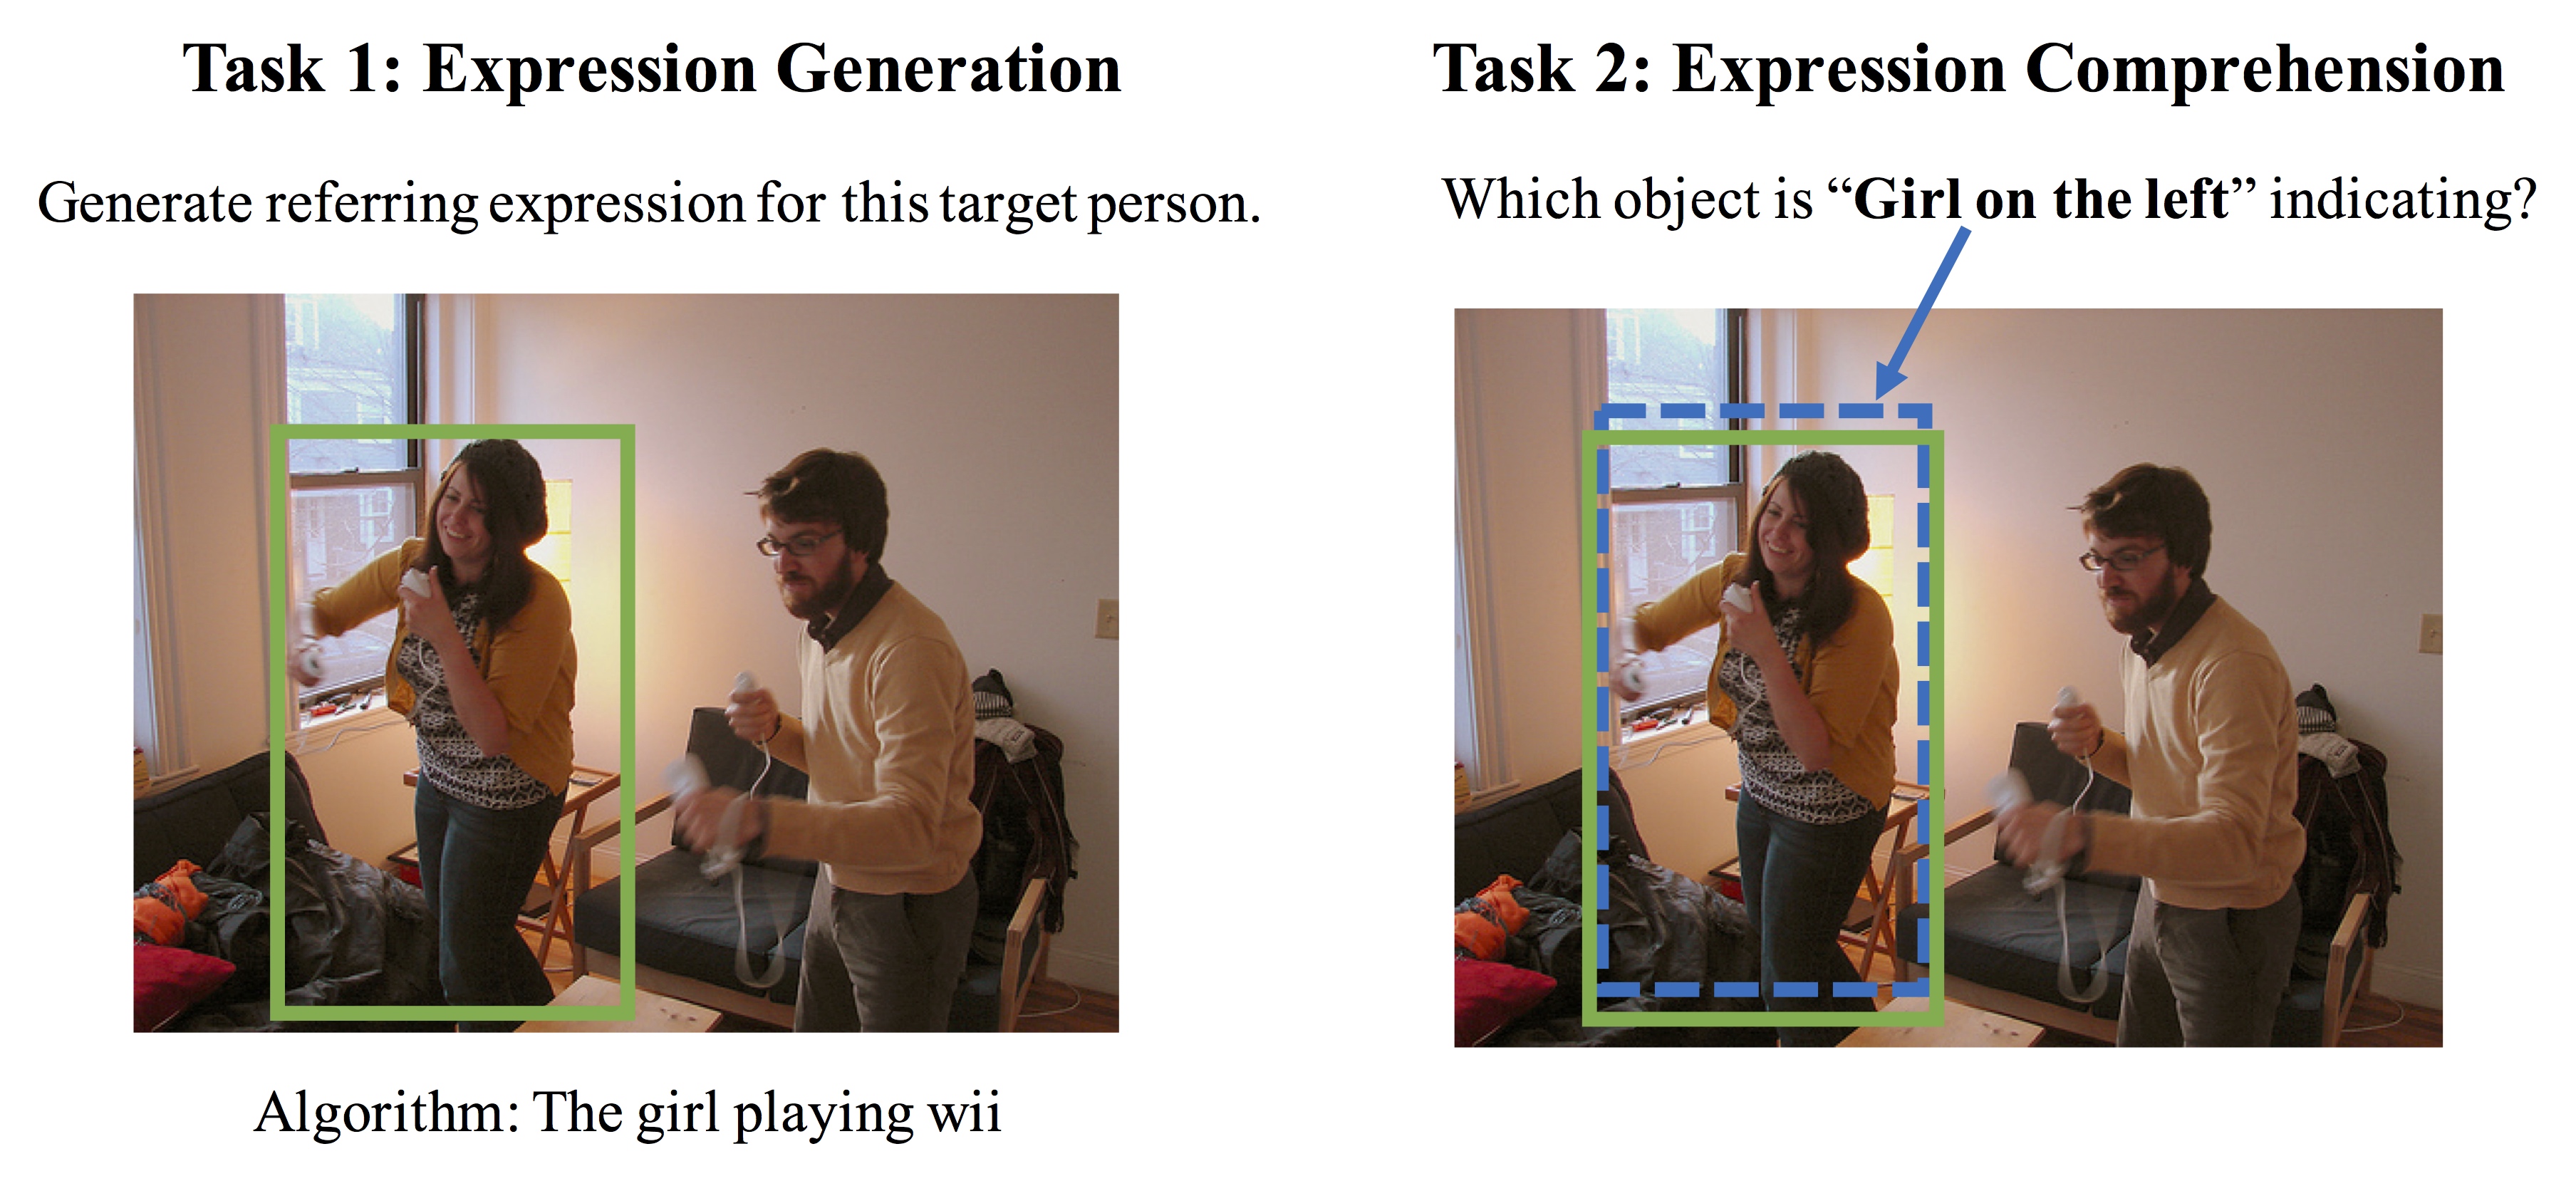 Task 1: Expression Generation
Generate referring expression for this target person.
Algorithm: The girl playing wii
Task 2: Expression Comprehension
Which object is “Girl on the left” indicating?